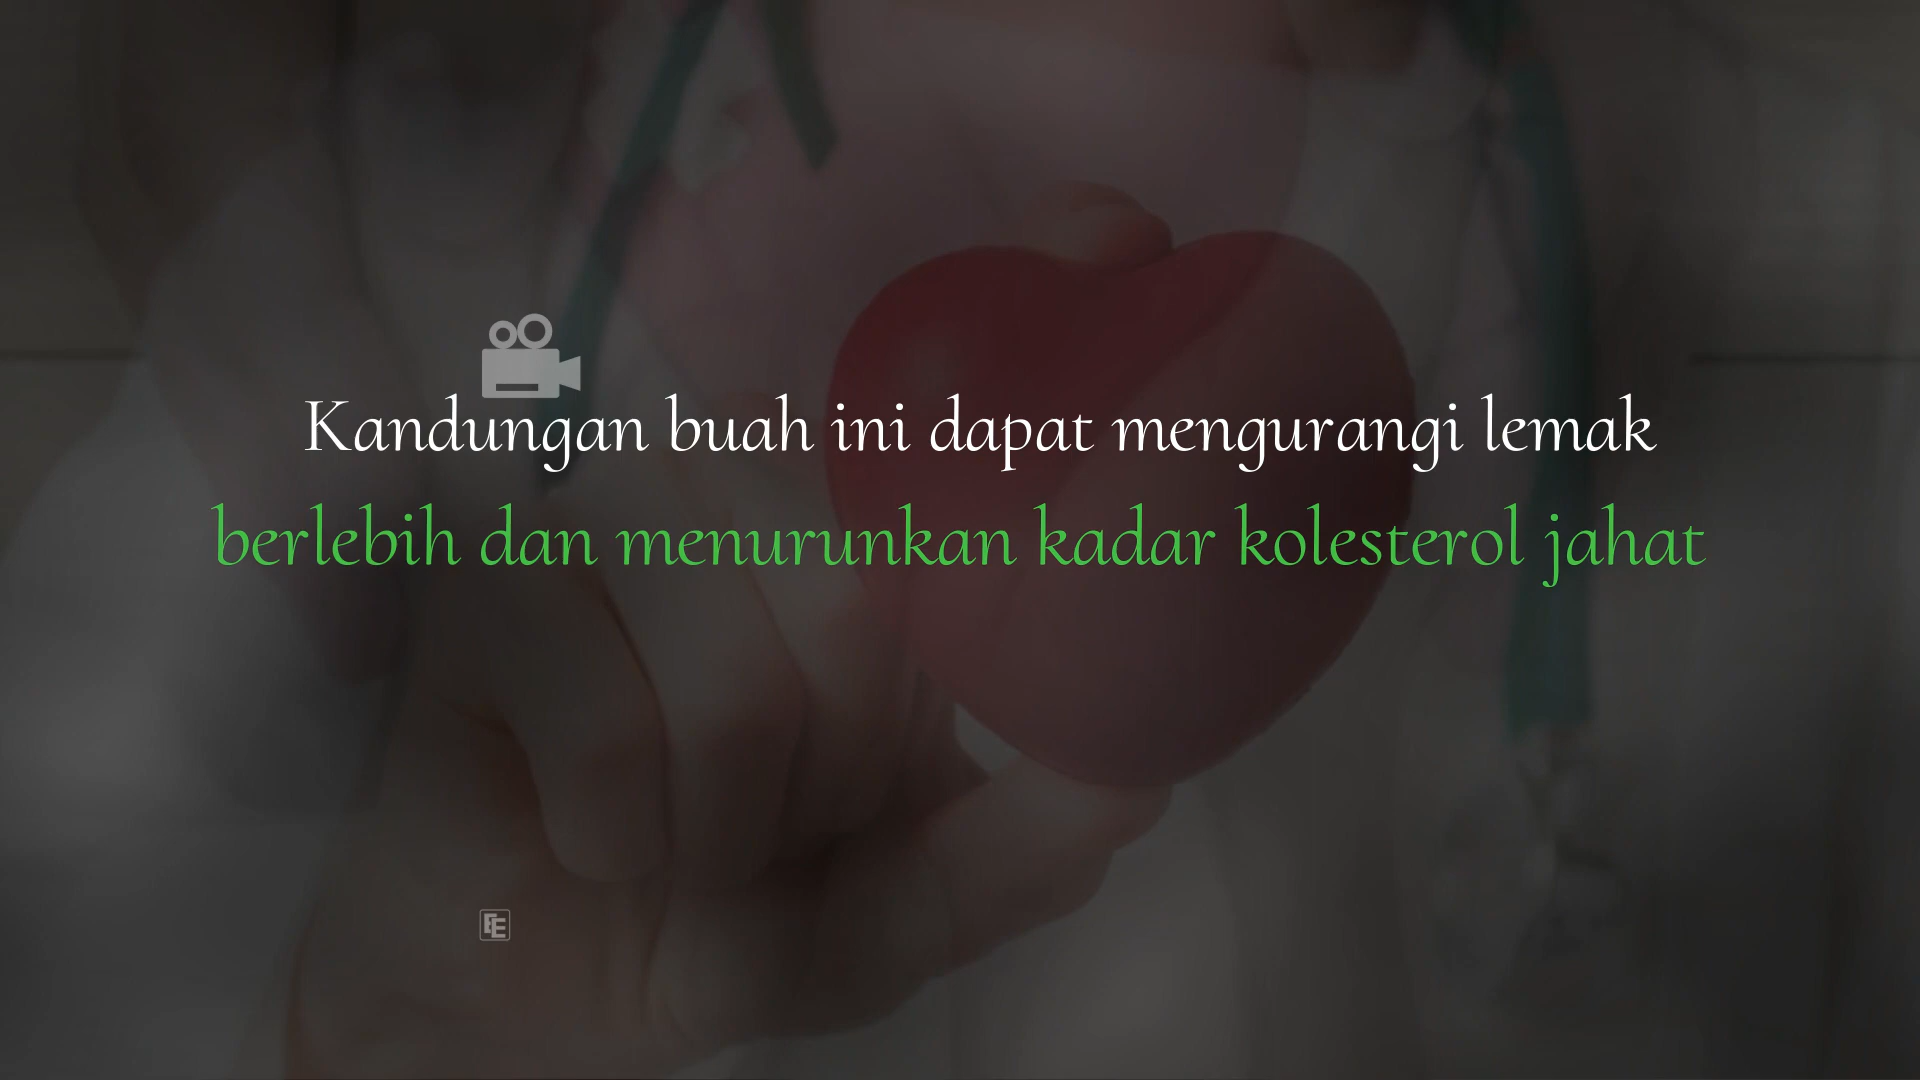 Kandungan buah ini dapat mengurangi lemak
berlebih dan menurunkan kadar kolesterol jahat